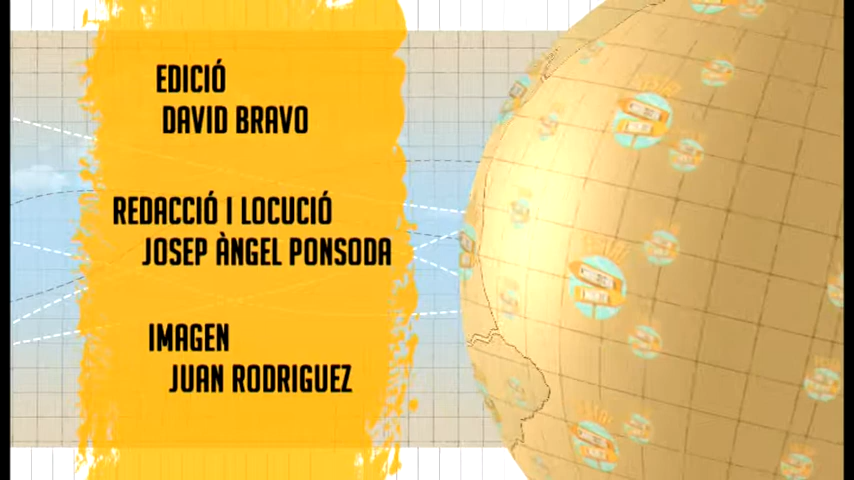 EDICIÓ
DAVID BRAVO
REDACCIÓ I LOCUCIÓ
JOSEP ÀNGEL PONSODA
IMAGEN
JUAN RODRIGUEZ